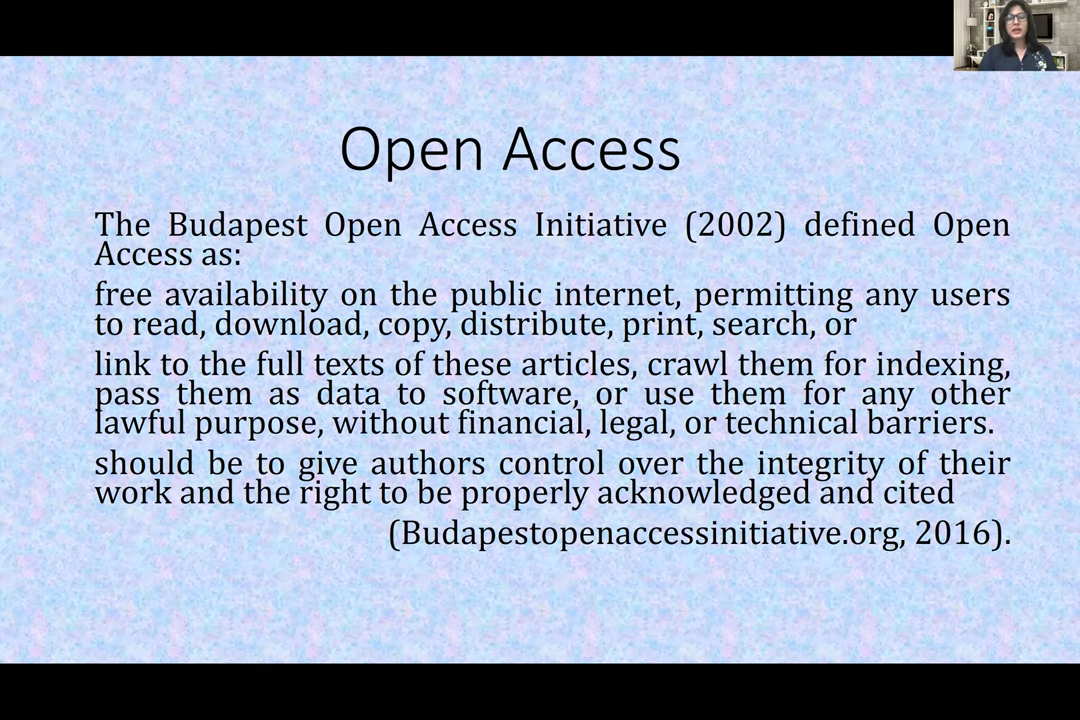 Open Access
The Budapest Open Access Initiative (2002) defined Open
Access as:
free availability on the public internet, permitting any users
to read, download, copy, distribute, print, search, or
link to the full texts of these articles, crawl them for indexing,
pass them as data to software, or use them for any other
lawful purpose, without financial, legal, or technical barriers.
should be to give authors control over the integrity of their
work and the right to be properly acknowledged and cited
(Budapestopenaccessinitiative.org, 2016).